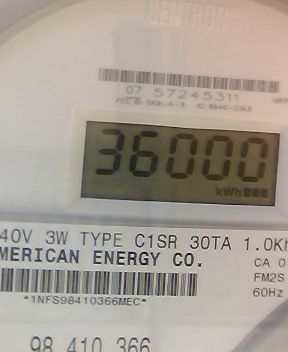 CENTRON®
07 57245311
36000
kWh
40V 3W TYPE C1SR 30TA 1.0Kh
MERICAN ENERGY CO.
CA 0
FM2S
60Hz
*1NFS98410366MEC*
98 410 366